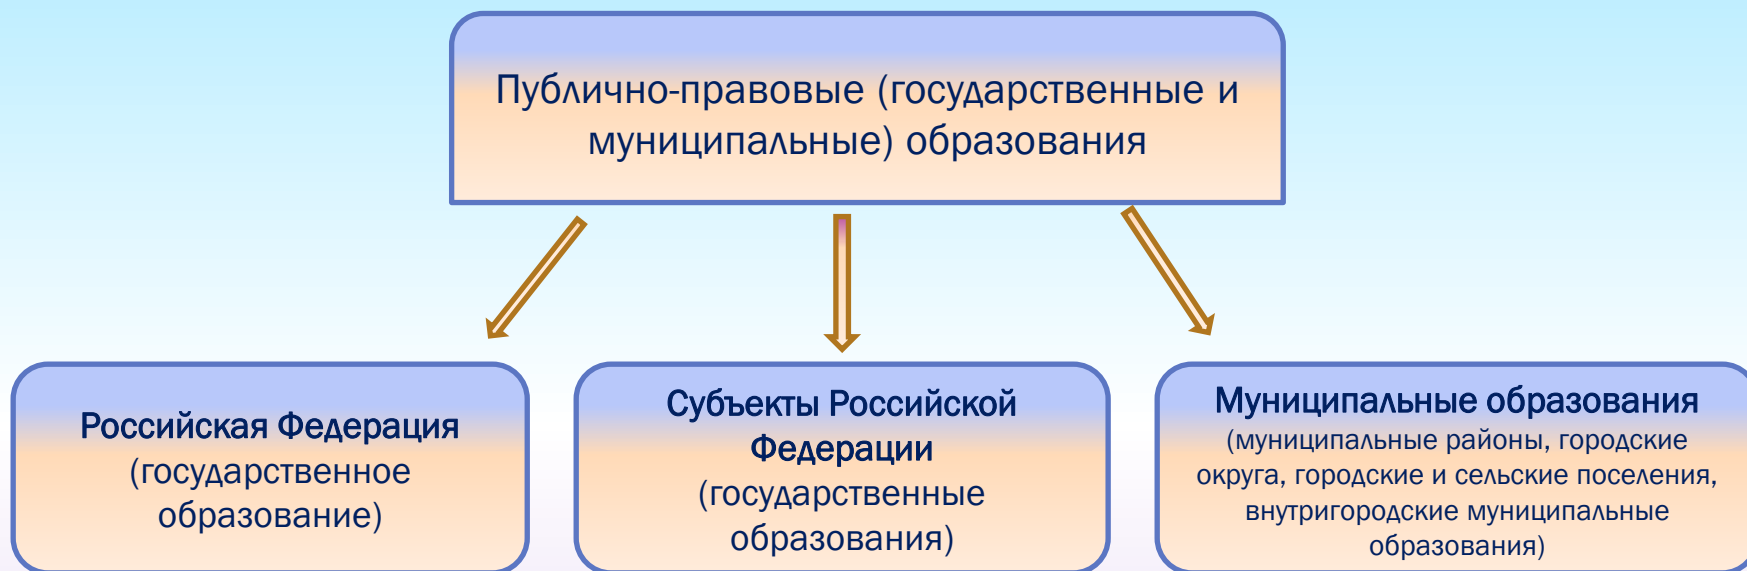 Публично-правовые (государственные и
муниципальные) образования
Российская Федерация
(государственное
образование)
Субъекты Российской
Федерации
(государственные
образования)
Муниципальные образования
(муниципальные районы, городские
округа, городские и сельские поселения,
внутригородские муниципальные
образования)